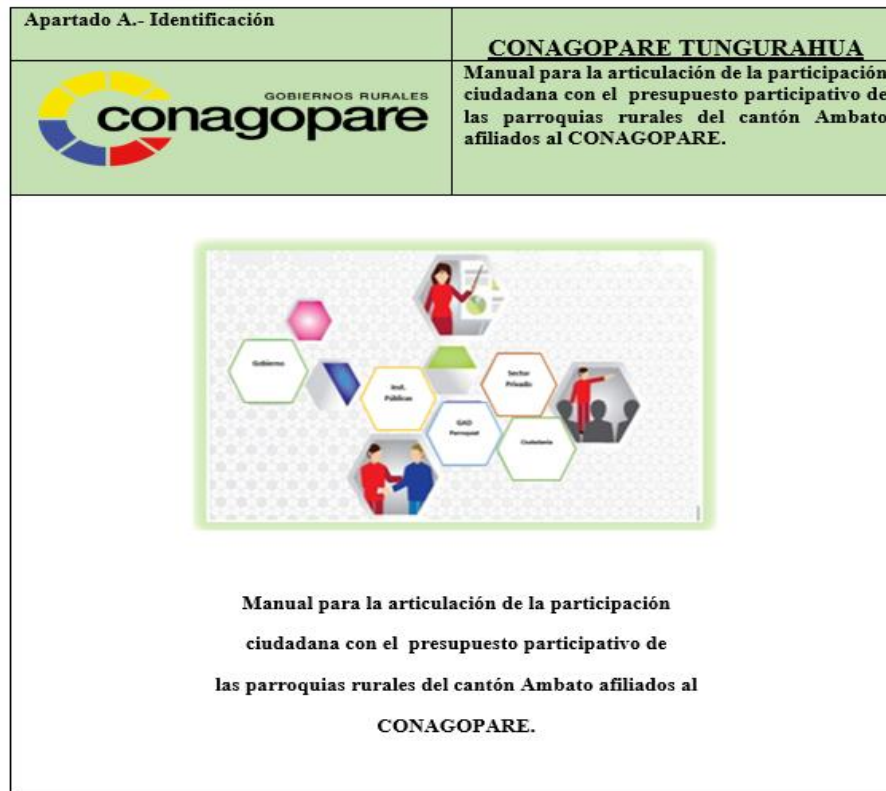 Apartado A.- Identificación
CONAGOPARE TUNGURAHUA
GOBIERNOS RURALES
conagopare
Manual para la articulación de la participación
ciudadana con el presupuesto participativo de
las parroquias rurales del cantón Ambato
afiliados al CONAGOPARE.
Gobierno
Inst.
Públicas
GAD
Parroquial
Sector
Privado
Ciudadanía
Manual para la articulación de la participación
ciudadana con el presupuesto participativo de
las parroquias rurales del cantón Ambato afiliados al
CONAGOPARE.